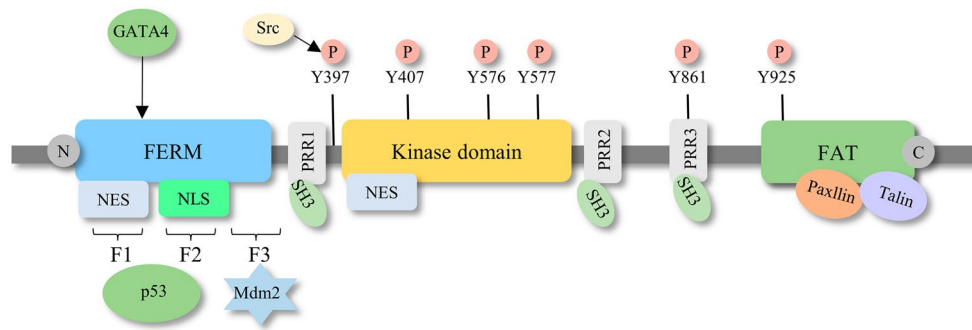 GATA4
Src
P
P
P
P
P
P
Y397
Y407
Y576
Y577
Y861
Y925
N
FERM
PRR1
Kinase domain
PRR2
PRR3
FAT
C
NES
NLS
SH3
NES
SH3
SH3
Paxllin
Talin
F1
F2
F3
p53
Mdm2